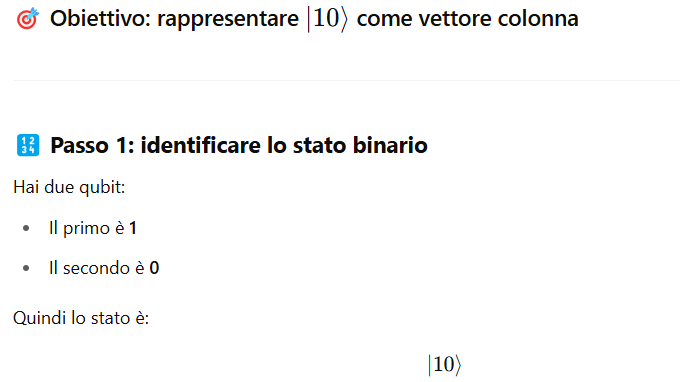 🎯 Obiettivo: rappresentare |10⟩ come vettore colonna
🔢 Passo 1: identificare lo stato binario
Hai due qubit:
• Il primo è 1
• Il secondo è 0
Quindi lo stato è:
|10⟩